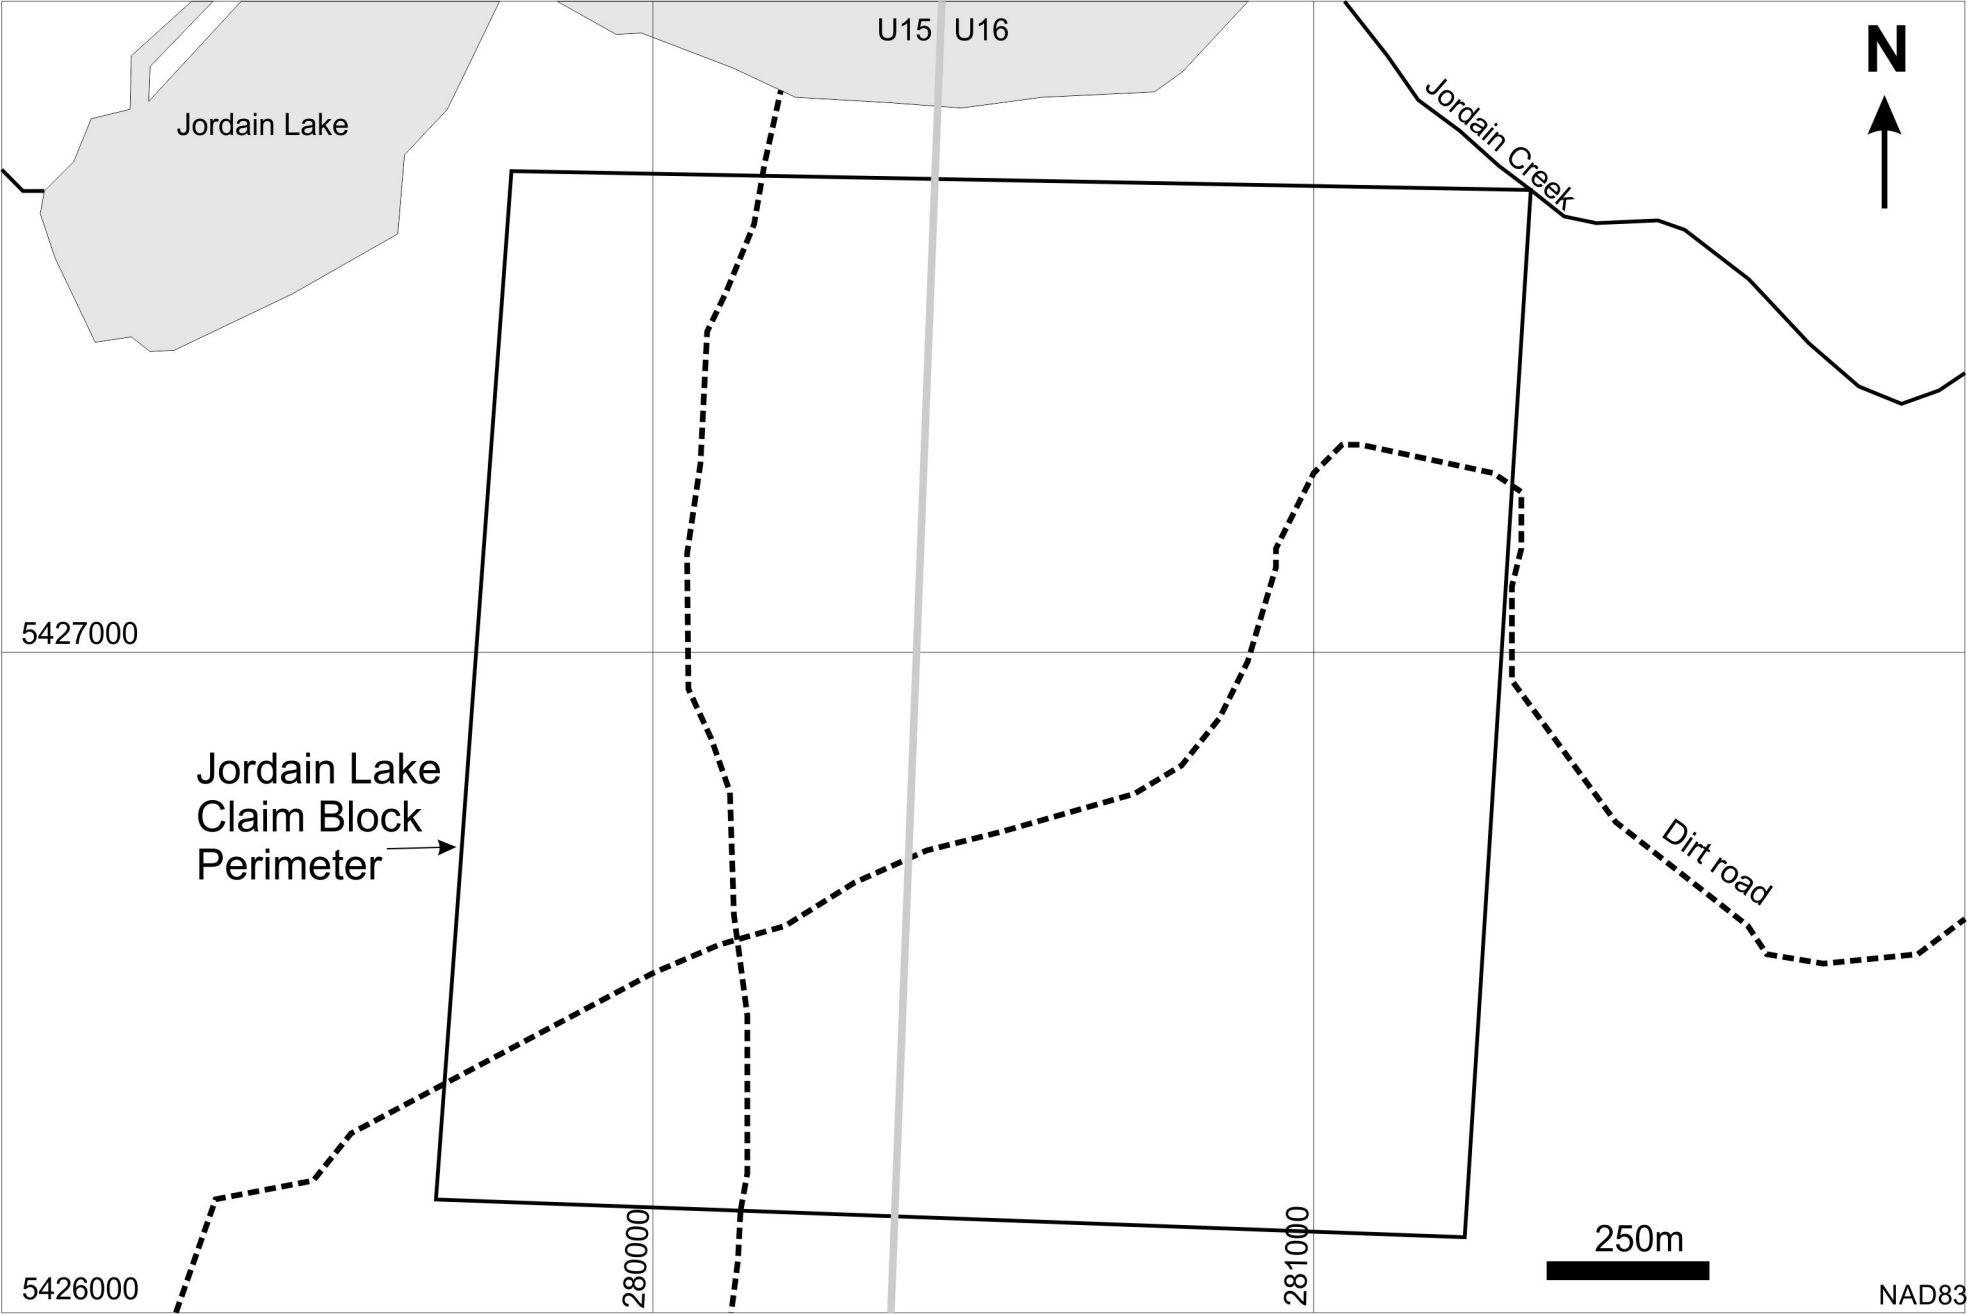 U15 U16
N
Jordain Lake
Jordain Creek
5427000
Jordain Lake
Claim Block
Perimeter
Dirt road
280000
281000
250m
5426000
NAD83